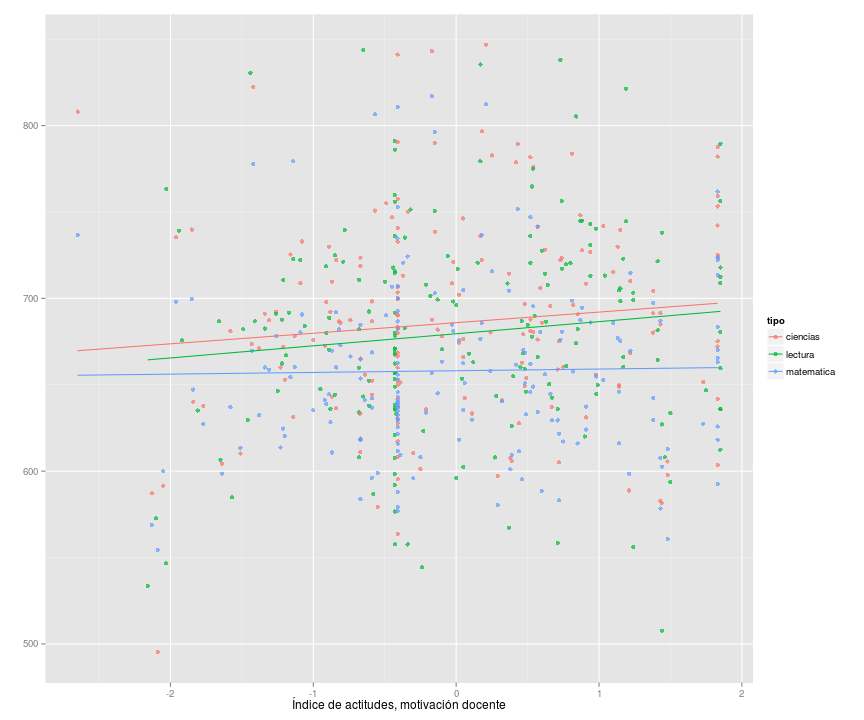 800
700
600
500
-2
-1
0
1
2
Índice de actitudes, motivación docente
tipo
ciencias
lectura
matematica